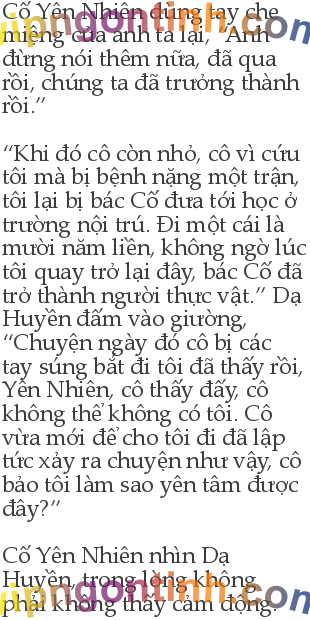 Cố Yên Nhiên dùng tay che
miệng của anh ta lại, “Anh
đừng nói thêm nữa, đã qua
rồi, chúng ta đã trưởng thành
rồi.”
“Khi đó cô còn nhỏ, cô vì cứu
tôi mà bị bệnh nặng một trận,
tôi lại bị bác Cố đưa tới học ở
trường nội trú. Đi một cái là
mười năm liền, không ngờ lúc
tôi quay trở lại đây, bác Cố đã
trở thành người thực vật.” Dạ
Huyền đấm vào giường,
“Chuyện ngày đó cô bị các
tay súng bắt đi tôi đã thấy rồi,
Yên Nhiên, cô thấy đấy, cô
không thể không có tôi. Cô
vừa mới để cho tôi đi đã lập
tức xảy ra chuyện như vậy, cô
bảo tôi làm sao yên tâm được
đây?”
Cố Yên Nhiên nhìn Dạ
Huyền, trong lòng không
phải không thấy cảm động.